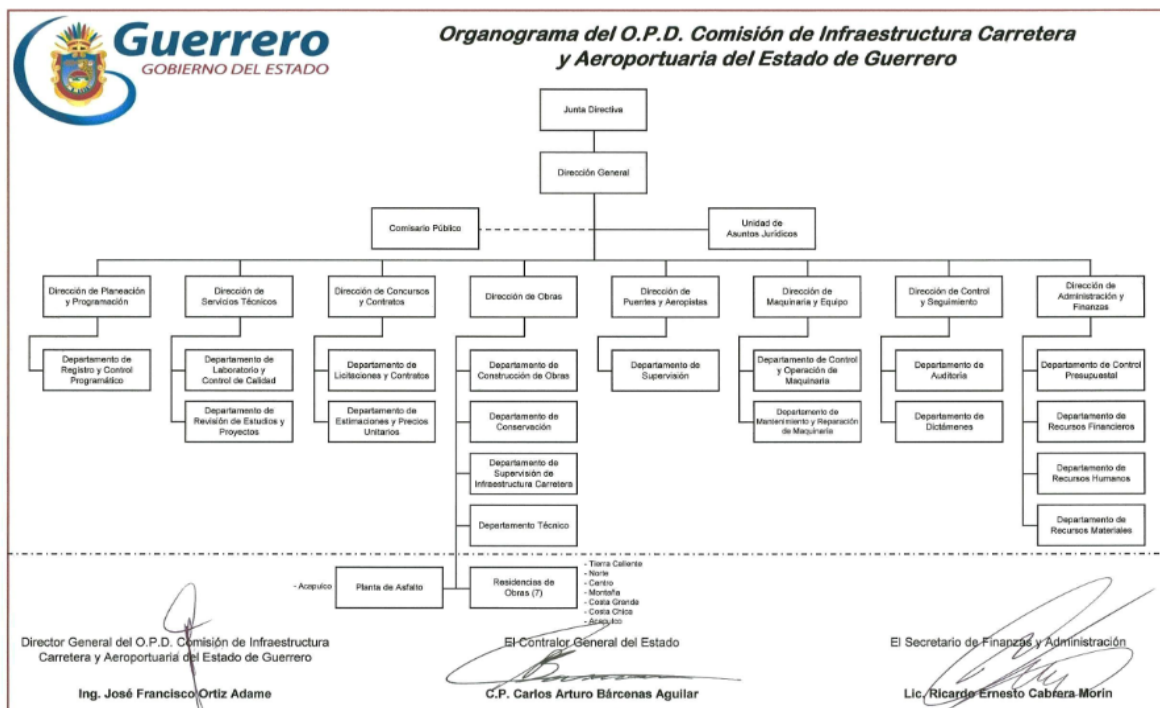 Guerrero
GOBIERNO DEL ESTADO
Organograma del O.P.D. Comisión de Infraestructura Carretera
y Aeroportuaria del Estado de Guerrero
Junta Directiva
Dirección General
Comisario Público
Unidad de
Asuntos Jurídicos
Dirección de Planeación
y Programación
Dirección de
Servicios Técnicos
Dirección de Concursos
y Contratos
Dirección de Obras
Dirección de
Puentes y Aeropistas
Dirección de
Maquinaria y Equipo
Dirección de Control
y Seguimiento
Dirección de
Administración y
Finanzas
Departamento de
Registro y Control
Programático
Departamento de
Laboratorio y
Control de Calidad
Departamento de
Licitaciones y Contratos
Departamento de
Construcción de Obras
Departamento de
Supervisión
Departamento de Control
y Operación de
Maquinaria
Departamento de
Auditoria
Departamento de Control
Presupuestal
Departamento de
Revisión de Estudios y
Proyectos
Departamento de
Estimaciones y Precios
Unitarios
Departamento de
Conservación
Departamento de
Mantenimiento y Reparación
de Maquinaria
Departamento de
Dictámenes
Departamento de
Recursos Financieros
Departamento de
Supervisión de
Infraestructura Carretera
Departamento de
Recursos Humanos
Departamento Técnico
Departamento de
Recursos Materiales
- Acapulco
Planta de Asfalto
Residencias de
Obras (7)
- Tierra Caliente
- Norte
- Centro
- Montaña
- Costa Grande
- Costa Chica
- Acapulco
Director General del O.P.D. Comisión de Infraestructura
Carretera y Aeroportuaria del Estado de Guerrero
Ing. José Francisco Ortiz Adame
El Contralor General del Estado
C.P. Carlos Arturo Bárcenas Aguilar
El Secretario de Finanzas y Administración
Lic. Ricardo Ernesto Cabrera Morin